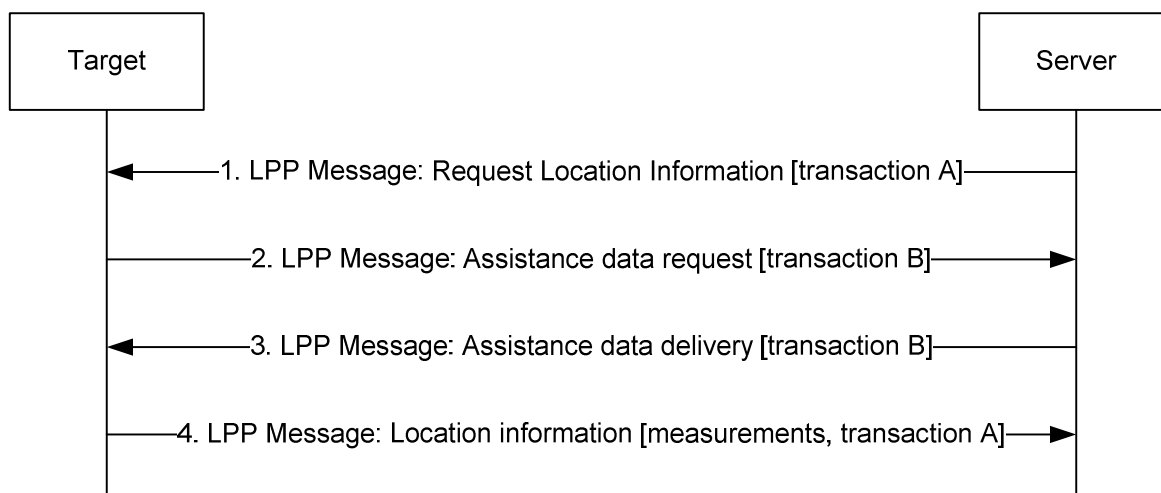 Target
Server
1. LPP Message: Request Location Information [transaction A]
2. LPP Message: Assistance data request [transaction B]
3. LPP Message: Assistance data delivery [transaction B]
4. LPP Message: Location information [measurements, transaction A]